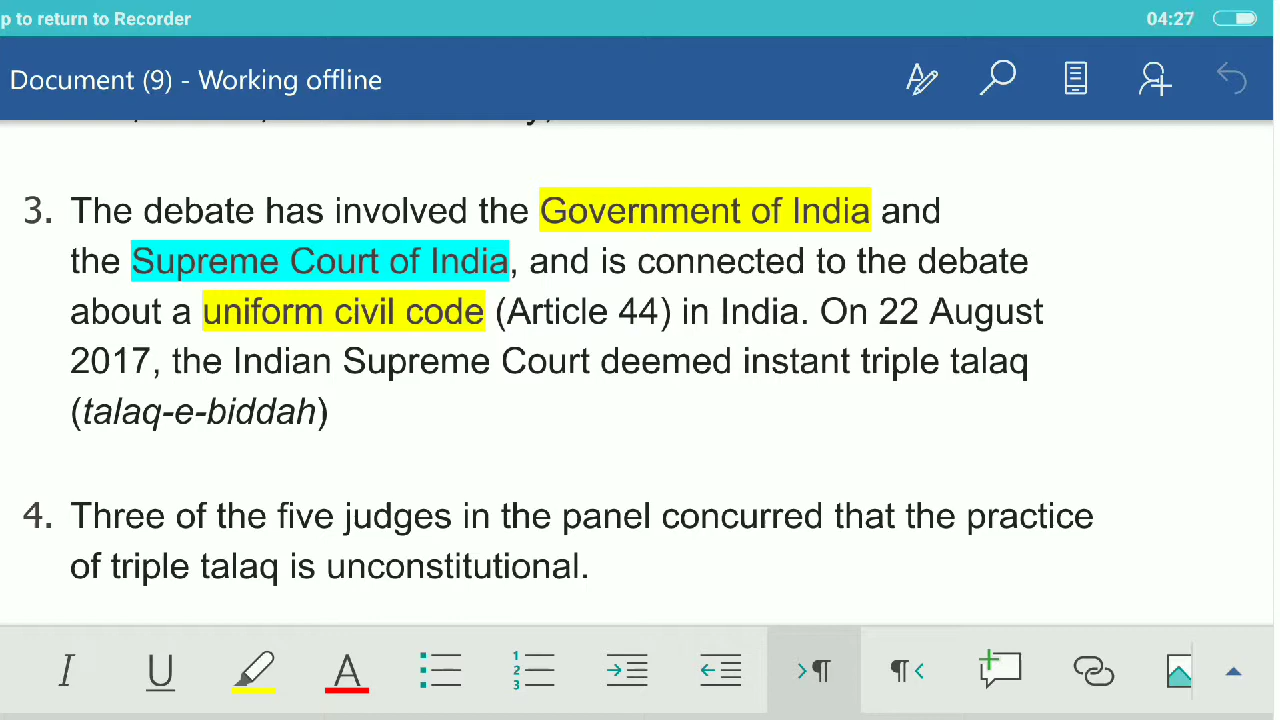 p to return to Recorder
04:27
Document (9) - Working offline
3. The debate has involved the Government of India and
the Supreme Court of India, and is connected to the debate
about a uniform civil code (Article 44) in India. On 22 August
2017, the Indian Supreme Court deemed instant triple talaq
(talaq-e-biddah)
4. Three of the five judges in the panel concurred that the practice
of triple talaq is unconstitutional.